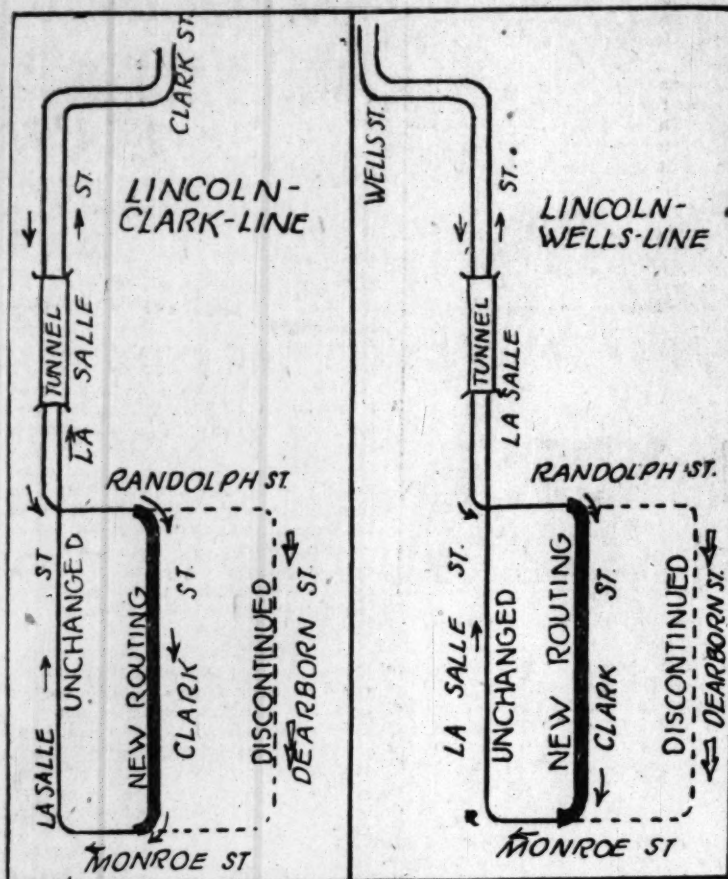 CLARK ST.
LINCOLN-
CLARK-LINE
ST.
TUNNEL
LA SALLE
RANDOLPH ST.
LA SALLE ST
UNCHANGED
NEW ROUTING
CLARK ST.
DISCONTINUED
DEARBORN ST.
MONROE ST
WELLS ST.
LINCOLN-
WELLS-LINE
ST.
TUNNEL
LA SALLE
RANDOLPH ST.
LA SALLE ST.
UNCHANGED
NEW ROUTING
CLARK ST.
DISCONTINUED
DEARBORN ST.
MONROE ST